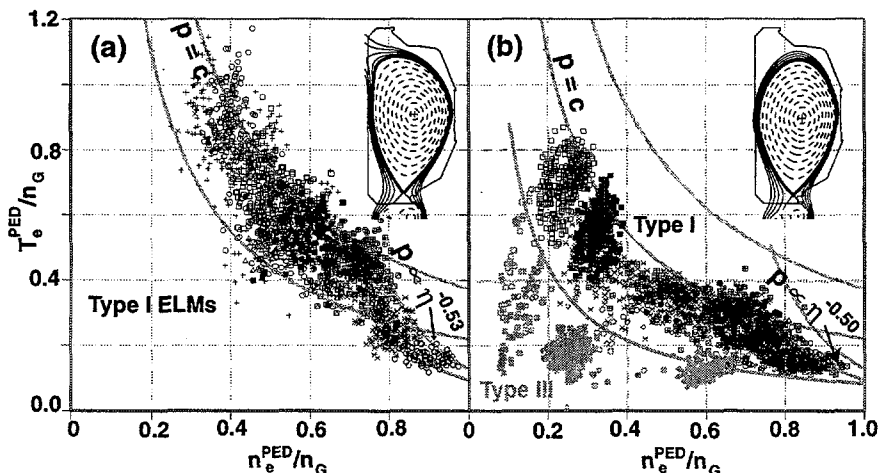 (a)
p = c
1.2
0.8
0.4
0.0
T_e^PED/n_G
Type I ELMs
p ∝ η^-0.53
0
0.2
0.4
0.6
0.8
n_e^PED/n_G
(b)
p = c
Type I
p ∝ η^-0.50
Type III
0
0.2
0.4
0.6
0.8
1.0
n_e^PED/n_G